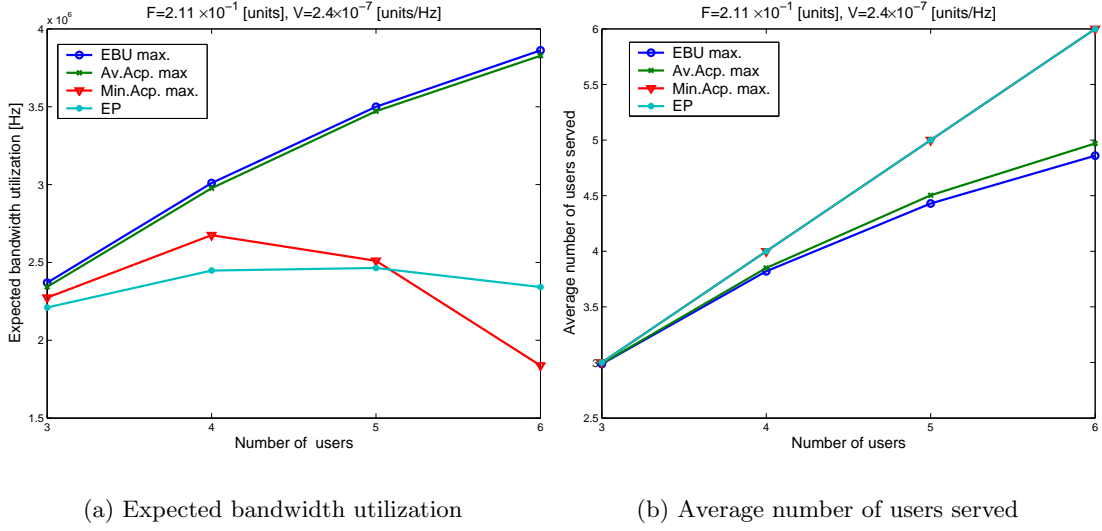 F=2.11 ×10⁻¹ [units], V=2.4×10⁻⁷ [units/Hz]
x 10⁶
4
3.5
3
2.5
2
1.5
3 4 5 6
Expected bandwidth utilization [Hz]
Number of users
EBU max.
Av.Acp. max
Min.Acp. max.
EP
(a) Expected bandwidth utilization
F=2.11 ×10⁻¹ [units], V=2.4×10⁻⁷ [units/Hz]
6
5.5
5
4.5
4
3.5
3
2.5
3 4 5 6
Average number of users served
Number of users
EBU max.
Av.Acp. max
Min.Acp. max.
EP
(b) Average number of users served